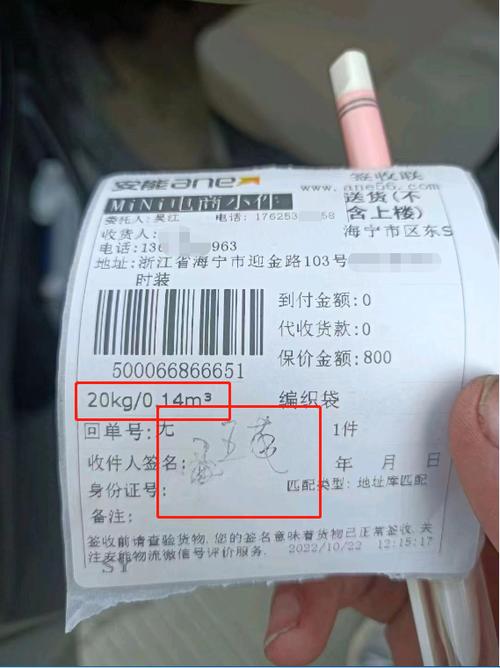 安能ane
签收联
www.ane56.com
MiNi电商小件
送货(不含上楼)
委托人:吴江 电话:17625358
收货人:
电话:136963
海宁市区东S
地址:浙江省海宁市迎金路103号
时装
到付金额:0
代收货款:0
保价金额:800
500066866651
20kg/0.14m³
编织袋
回单号:无
1件
收件人签名:
年 月 日
身份证号:
匹配类型:地址库匹配
备注:
签收前请查验货物,您的签名意味着货物已正常签收,关
注安能物流微信号评价服务.
2022/10/22 12:15:17